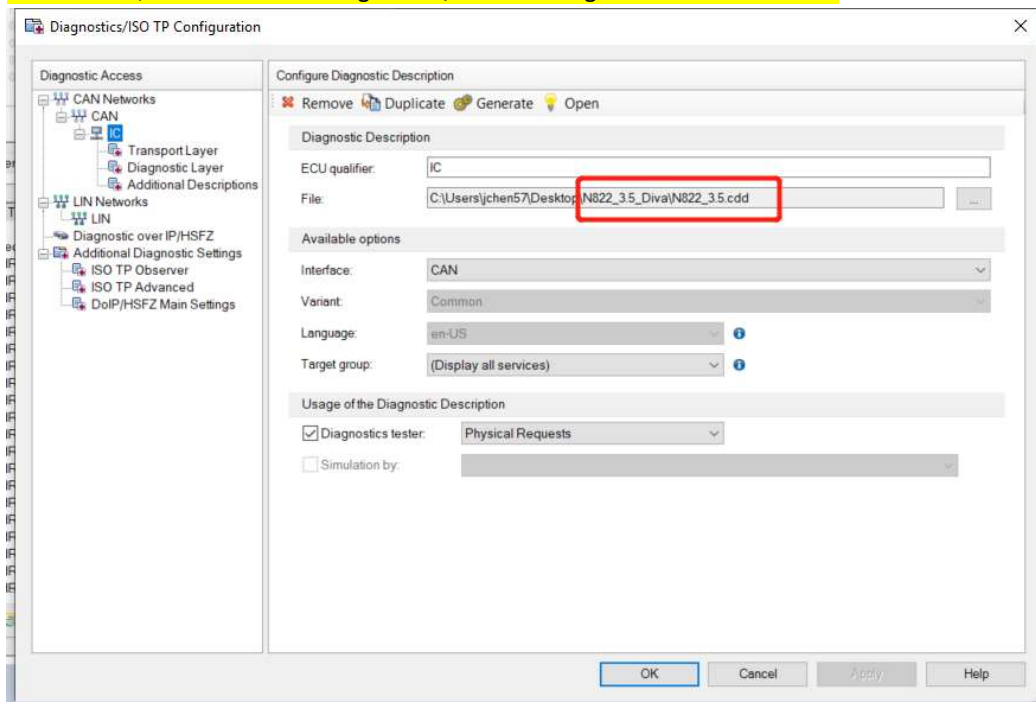 Diagnostics/ISO TP Configuration
Diagnostic Access
CAN Networks
CAN
IC
Transport Layer
Diagnostic Layer
Additional Descriptions
LIN Networks
LIN
Diagnostic over IP/HSFZ
Additional Diagnostic Settings
ISO TP Observer
ISO TP Advanced
DoIP/HSFZ Main Settings
Configure Diagnostic Description
Remove Duplicate Generate Open
Diagnostic Description
ECU qualifier: IC
File: C:\Users\jchen57\Desktop\N822_3.5_Diva\N822_3.5.cdd ...
Available options
Interface: CAN
Variant: Common
Language: en-US
Target group: (Display all services)
Usage of the Diagnostic Description
Diagnostics tester: Physical Requests
Simulation by:
OK Cancel Apply Help